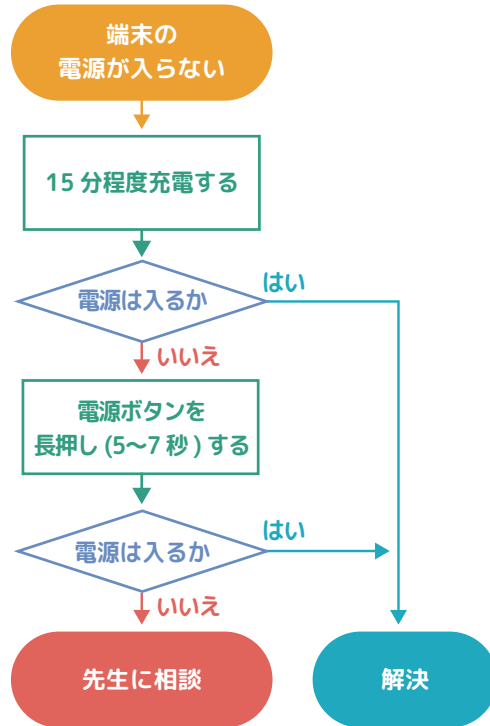 端末の
電源が入らない
15分程度充電する
電源は入るか
はい
いいえ
電源ボタンを
長押し(5〜7秒)する
電源は入るか
はい
いいえ
先生に相談
解決